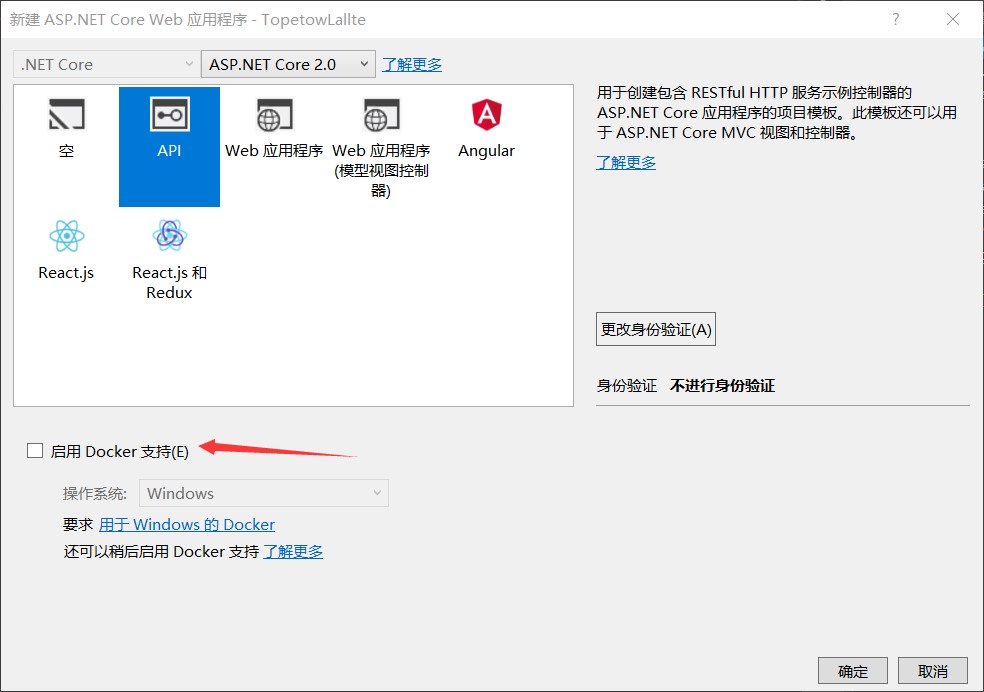 新建 ASP.NET Core Web 应用程序 - TopetowLallte
?
.NET Core
ASP.NET Core 2.0
了解更多
空
API
Web 应用程序
Web 应用程序
(模型视图控制
器)
Angular
React.js
React.js 和
Redux
用于创建包含 RESTful HTTP 服务示例控制器的
ASP.NET Core 应用程序的项目模板。此模板还可以用
于 ASP.NET Core MVC 视图和控制器。
了解更多
更改身份验证(A)
身份验证 不进行身份验证
启用 Docker 支持(E)
操作系统: Windows
要求 用于 Windows 的 Docker
还可以稍后启用 Docker 支持 了解更多
确定
取消